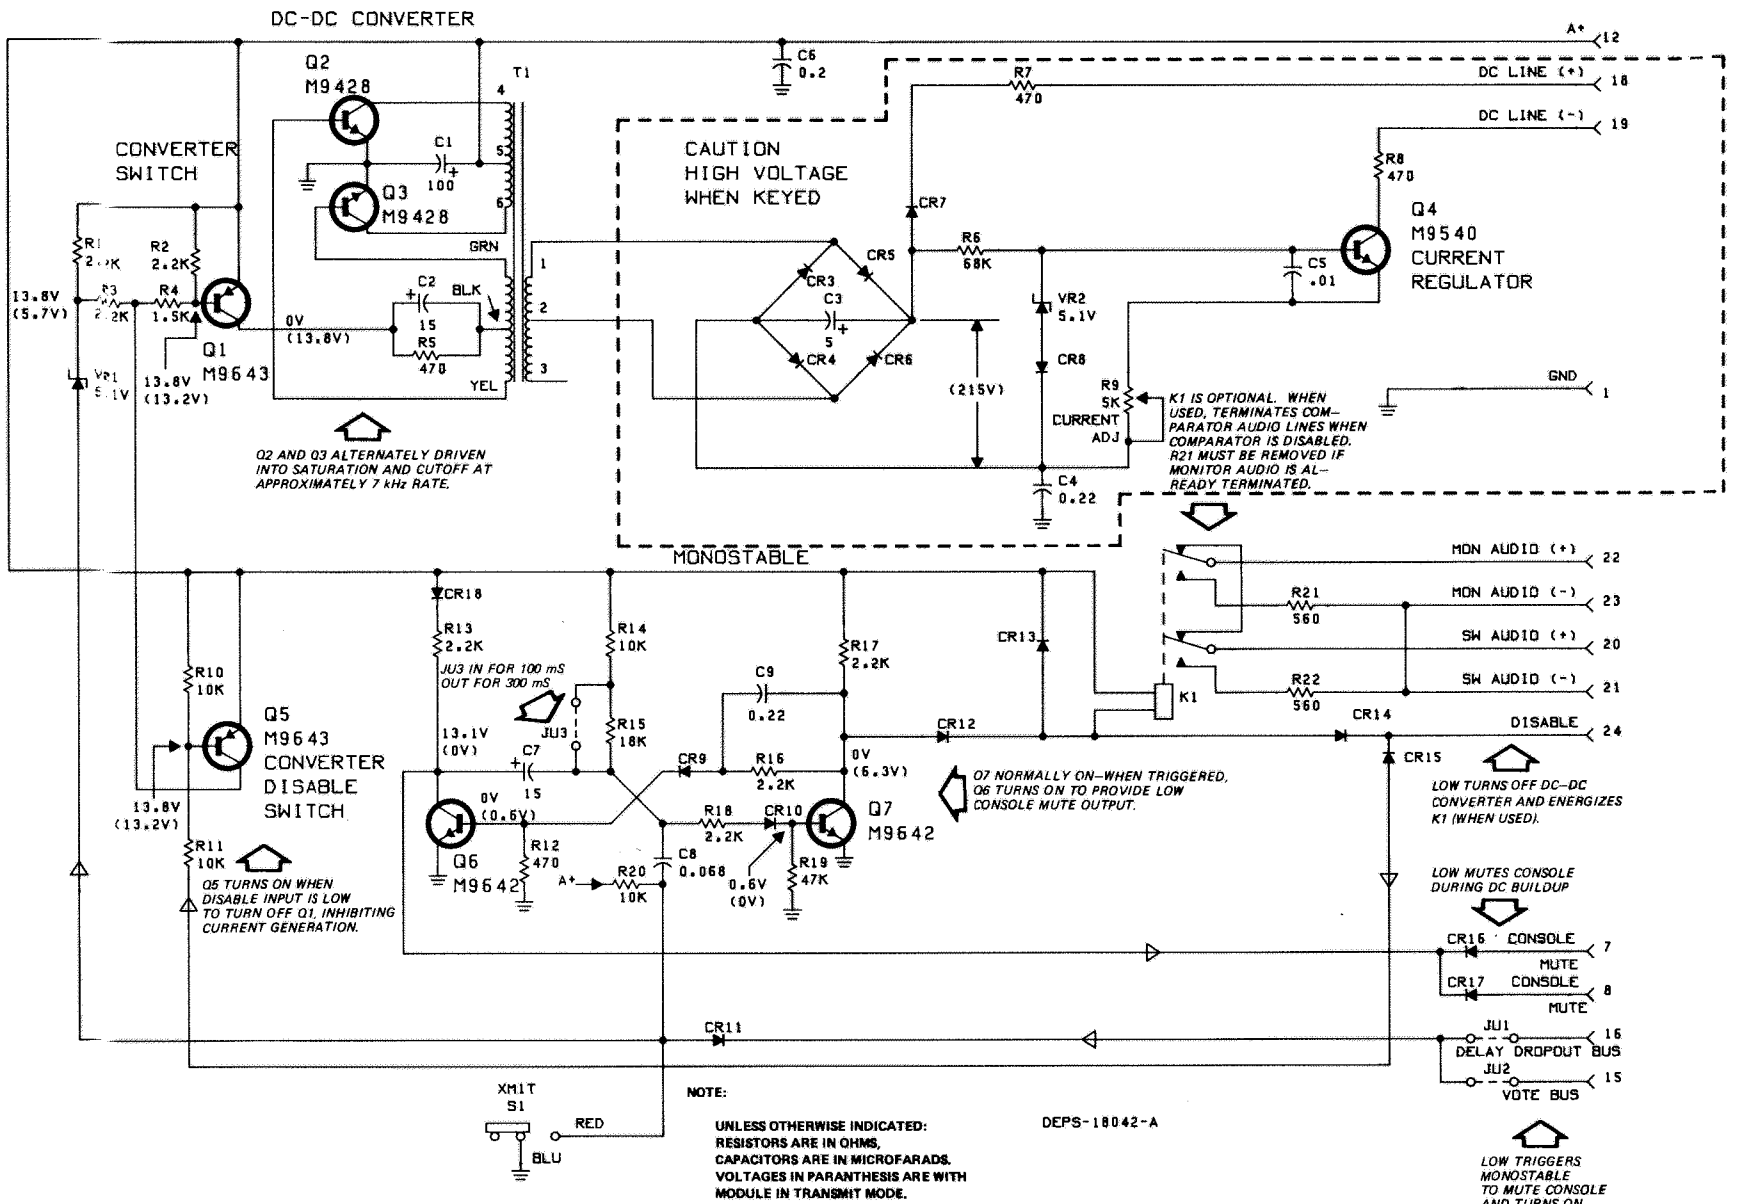 DC-DC CONVERTER
A+
12
Q2
M9428
T1
4
C6
0.2
R7
470
DC LINE (+)
18
DC LINE (-)
19
CONVERTER
SWITCH
C1
100
5
CAUTION
HIGH VOLTAGE
WHEN KEYED
R8
470
Q3
M9428
6
CR7
Q4
M9540
CURRENT
REGULATOR
R1
R2
2.2K
GRN
1
CR5
R6
68K
C5
.01
CR3
13.8V
(5.7V)
R3
2.2K
R4
1.5K
C2
15
BLK
2
C3
5
VR2
5.1V
0V
(13.8V)
R5
470
CR4
CR6
CR8
Q1
M9643
VR1
5.1V
13.8V
(13.2V)
YEL
3
(215V)
R9
5K
CURRENT
ADJ
GND
1
K1 IS OPTIONAL. WHEN
USED, TERMINATES COM-
PARATOR AUDIO LINES WHEN
COMPARATOR IS DISABLED.
R21 MUST BE REMOVED IF
MONITOR AUDIO IS AL-
READY TERMINATED.
Q2 AND Q3 ALTERNATELY DRIVEN
INTO SATURATION AND CUTOFF AT
APPROXIMATELY 7 kHz RATE.
C4
0.22
MONOSTABLE
MON AUDIO (+)
22
CR18
R21
560
MON AUDIO (-)
23
R13
2.2K
R14
10K
CR13
R17
2.2K
SW AUDIO (+)
20
JU3 IN FOR 100 mS
OUT FOR 300 mS
R10
10K
C9
0.22
K1
R22
560
SW AUDIO (-)
21
Q5
M9643
CONVERTER
DISABLE
SWITCH
13.1V
(0V)
JU3
R15
18K
CR12
CR14
DISABLE
24
C7
15
CR9
R16
2.2K
0V
(6.3V)
CR15
13.8V
(13.2V)
0V
(0.6V)
Q7 NORMALLY ON—WHEN TRIGGERED,
Q6 TURNS ON TO PROVIDE LOW
CONSOLE MUTE OUTPUT.
LOW TURNS OFF DC-DC
CONVERTER AND ENERGIZES
K1 (WHEN USED).
R18
2.2K
CR10
Q7
M9642
R11
10K
Q6
M9642
R12
470
C8
0.068
R19
47K
A+
R20
10K
0.6V
(0V)
Q5 TURNS ON WHEN
DISABLE INPUT IS LOW
TO TURN OFF Q1, INHIBITING
CURRENT GENERATION.
LOW MUTES CONSOLE
DURING DC BUILDUP
CR16
CONSOLE
MUTE
7
CR17
CONSOLE
MUTE
8
CR11
JU1
16
DELAY DROPOUT BUS
JU2
15
VOTE BUS
XMIT
S1
RED
BLU
NOTE:
UNLESS OTHERWISE INDICATED:
RESISTORS ARE IN OHMS,
CAPACITORS ARE IN MICROFARADS.
VOLTAGES IN PARANTHESIS ARE WITH
MODULE IN TRANSMIT MODE.
DEPS-18042-A
LOW TRIGGERS
MONOSTABLE
TO MUTE CONSOLE
AND TURNS ON